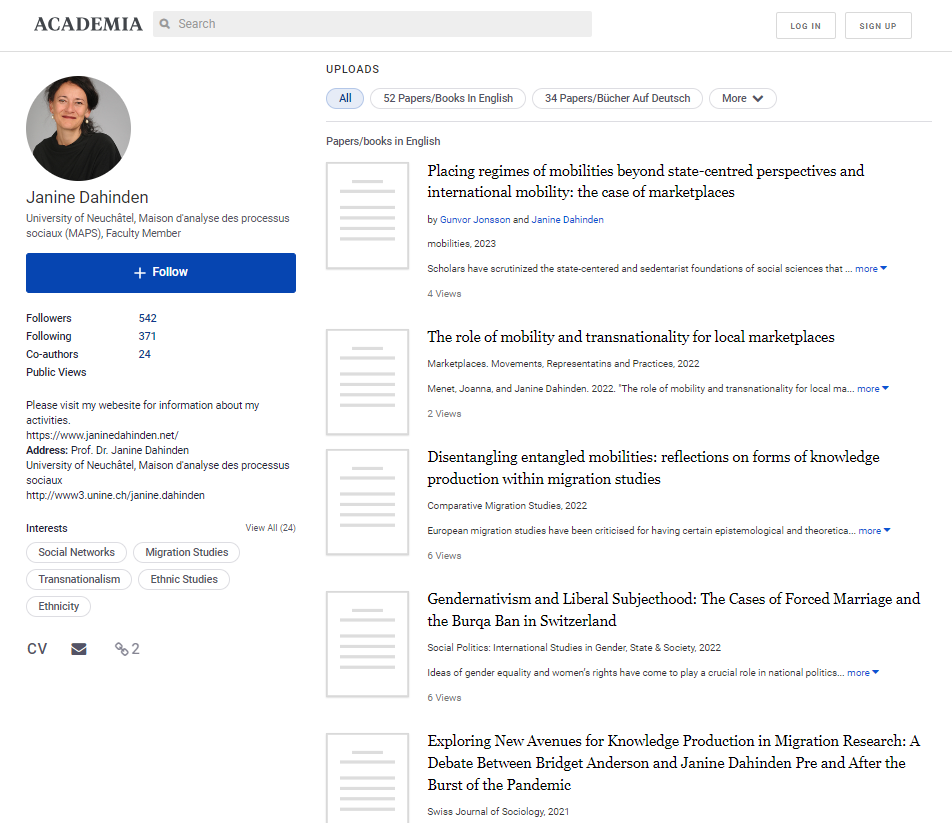 ACADEMIA
Search
LOG IN
SIGN UP
Janine Dahinden
University of Neuchâtel, Maison d'analyse des processus
sociaux (MAPS), Faculty Member
+ Follow
Followers 542
Following 371
Co-authors 24
Public Views
Please visit my webesite for information about my
activities.
https://www.janinedahinden.net/
Address: Prof. Dr. Janine Dahinden
University of Neuchâtel, Maison d'analyse des processus
sociaux
http://www3.unine.ch/janine.dahinden
Interests View All (24)
Social Networks Migration Studies
Transnationalism Ethnic Studies
Ethnicity
CV 2
UPLOADS
All 52 Papers/Books In English 34 Papers/Bücher Auf Deutsch More
Papers/books in English
Placing regimes of mobilities beyond state-centred perspectives and
international mobility: the case of marketplaces
by Gunvor Jonsson and Janine Dahinden
mobilities, 2023
Scholars have scrutinized the state-centered and sedentarist foundations of social sciences that ... more
4 Views
The role of mobility and transnationality for local marketplaces
Marketplaces. Movements, Representatins and Practices, 2022
Menet, Joanna, and Janine Dahinden. 2022. "The role of mobility and transnationality for local ma... more
2 Views
Disentangling entangled mobilities: reflections on forms of knowledge
production within migration studies
Comparative Migration Studies, 2022
European migration studies have been criticised for having certain epistemological and theoretica... more
6 Views
Gendernativism and Liberal Subjecthood: The Cases of Forced Marriage and
the Burqa Ban in Switzerland
Social Politics: International Studies in Gender, State & Society, 2022
Ideas of gender equality and women's rights have come to play a crucial role in national politics... more
6 Views
Exploring New Avenues for Knowledge Production in Migration Research: A
Debate Between Bridget Anderson and Janine Dahinden Pre and After the
Burst of the Pandemic
Swiss Journal of Sociology, 2021